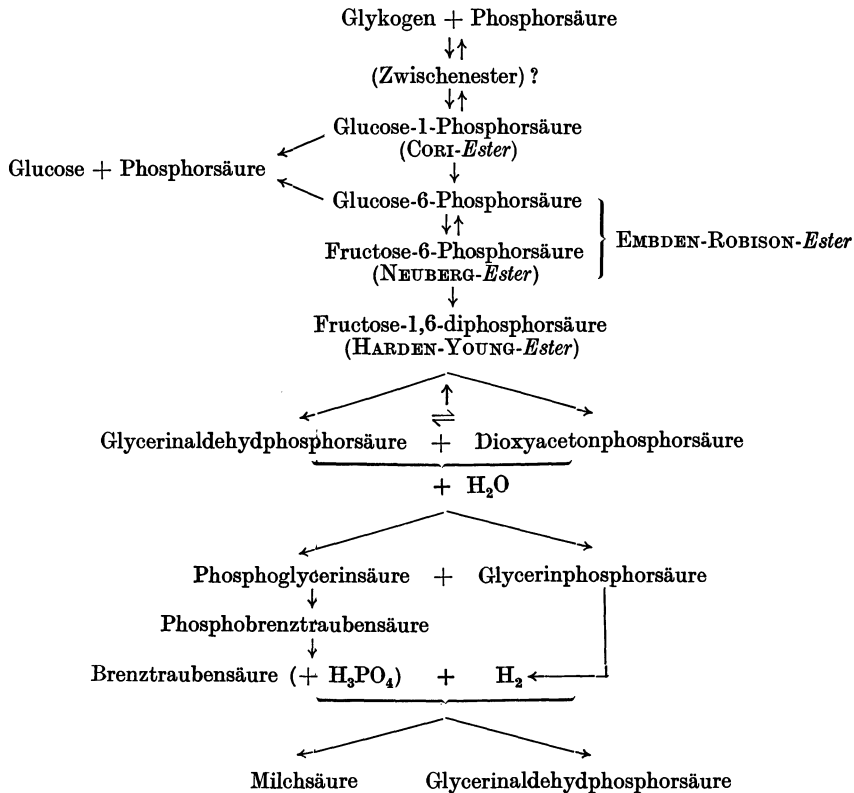 Glykogen + Phosphorsäure
↓↑
(Zwischenester) ?
↓↑
Glucose-1-Phosphorsäure
(CORI-Ester)
Glucose + Phosphorsäure
↓
Glucose-6-Phosphorsäure
↓↑
EMBDEN-ROBISON-Ester
Fructose-6-Phosphorsäure
(NEUBERG-Ester)
↓
Fructose-1,6-diphosphorsäure
(HARDEN-YOUNG-Ester)
↑
⇌
Glycerinaldehydphosphorsäure + Dioxyacetonphosphorsäure
+ H₂O
Phosphoglycerinsäure + Glycerinphosphorsäure
↓
Phosphobrenztraubensäure
↓
Brenztraubensäure (+ H₃PO₄) + H₂ ←
Milchsäure Glycerinaldehydphosphorsäure